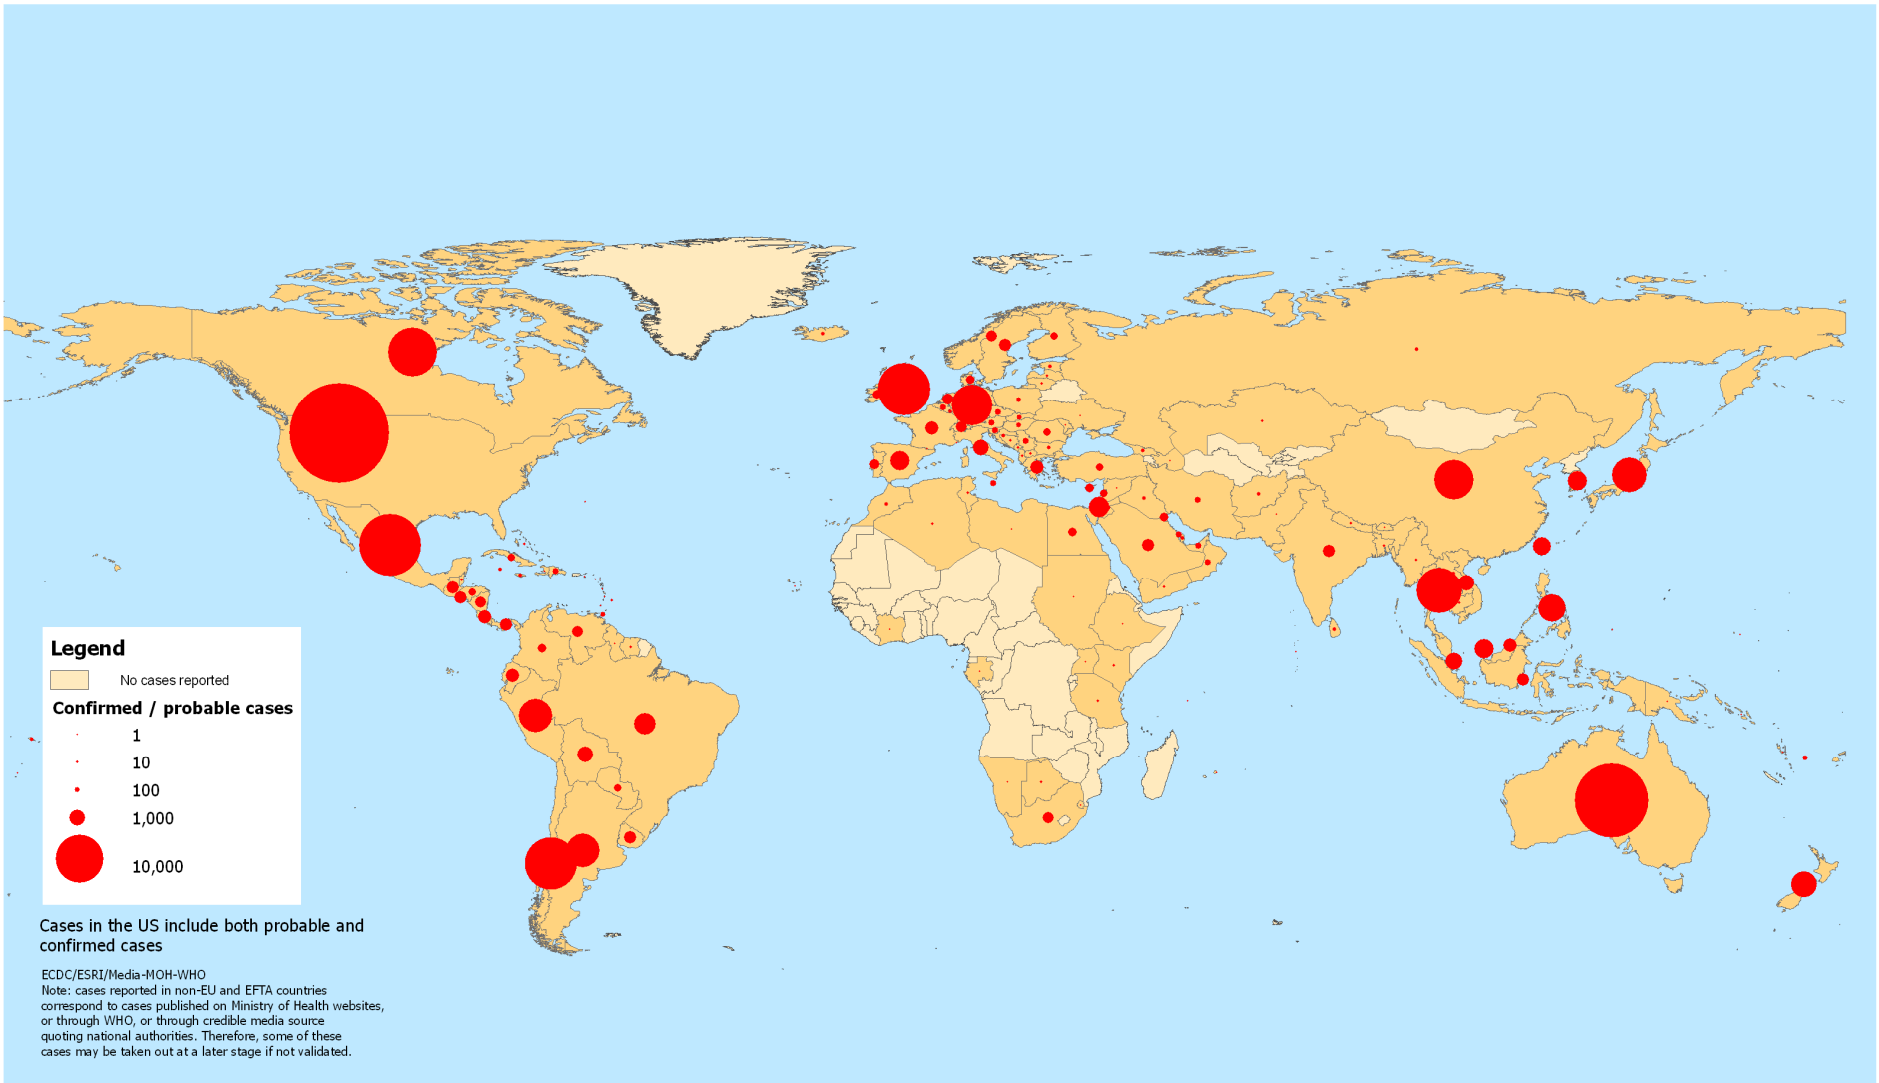 Legend
No cases reported
Confirmed / probable cases
1
10
100
1,000
10,000
Cases in the US include both probable and
confirmed cases
ECDC/ESRI/Media-MOH-WHO
Note: cases reported in non-EU and EFTA countries
correspond to cases published on Ministry of Health websites,
or through WHO, or through credible media source
quoting national authorities. Therefore, some of these
cases may be taken out at a later stage if not validated.